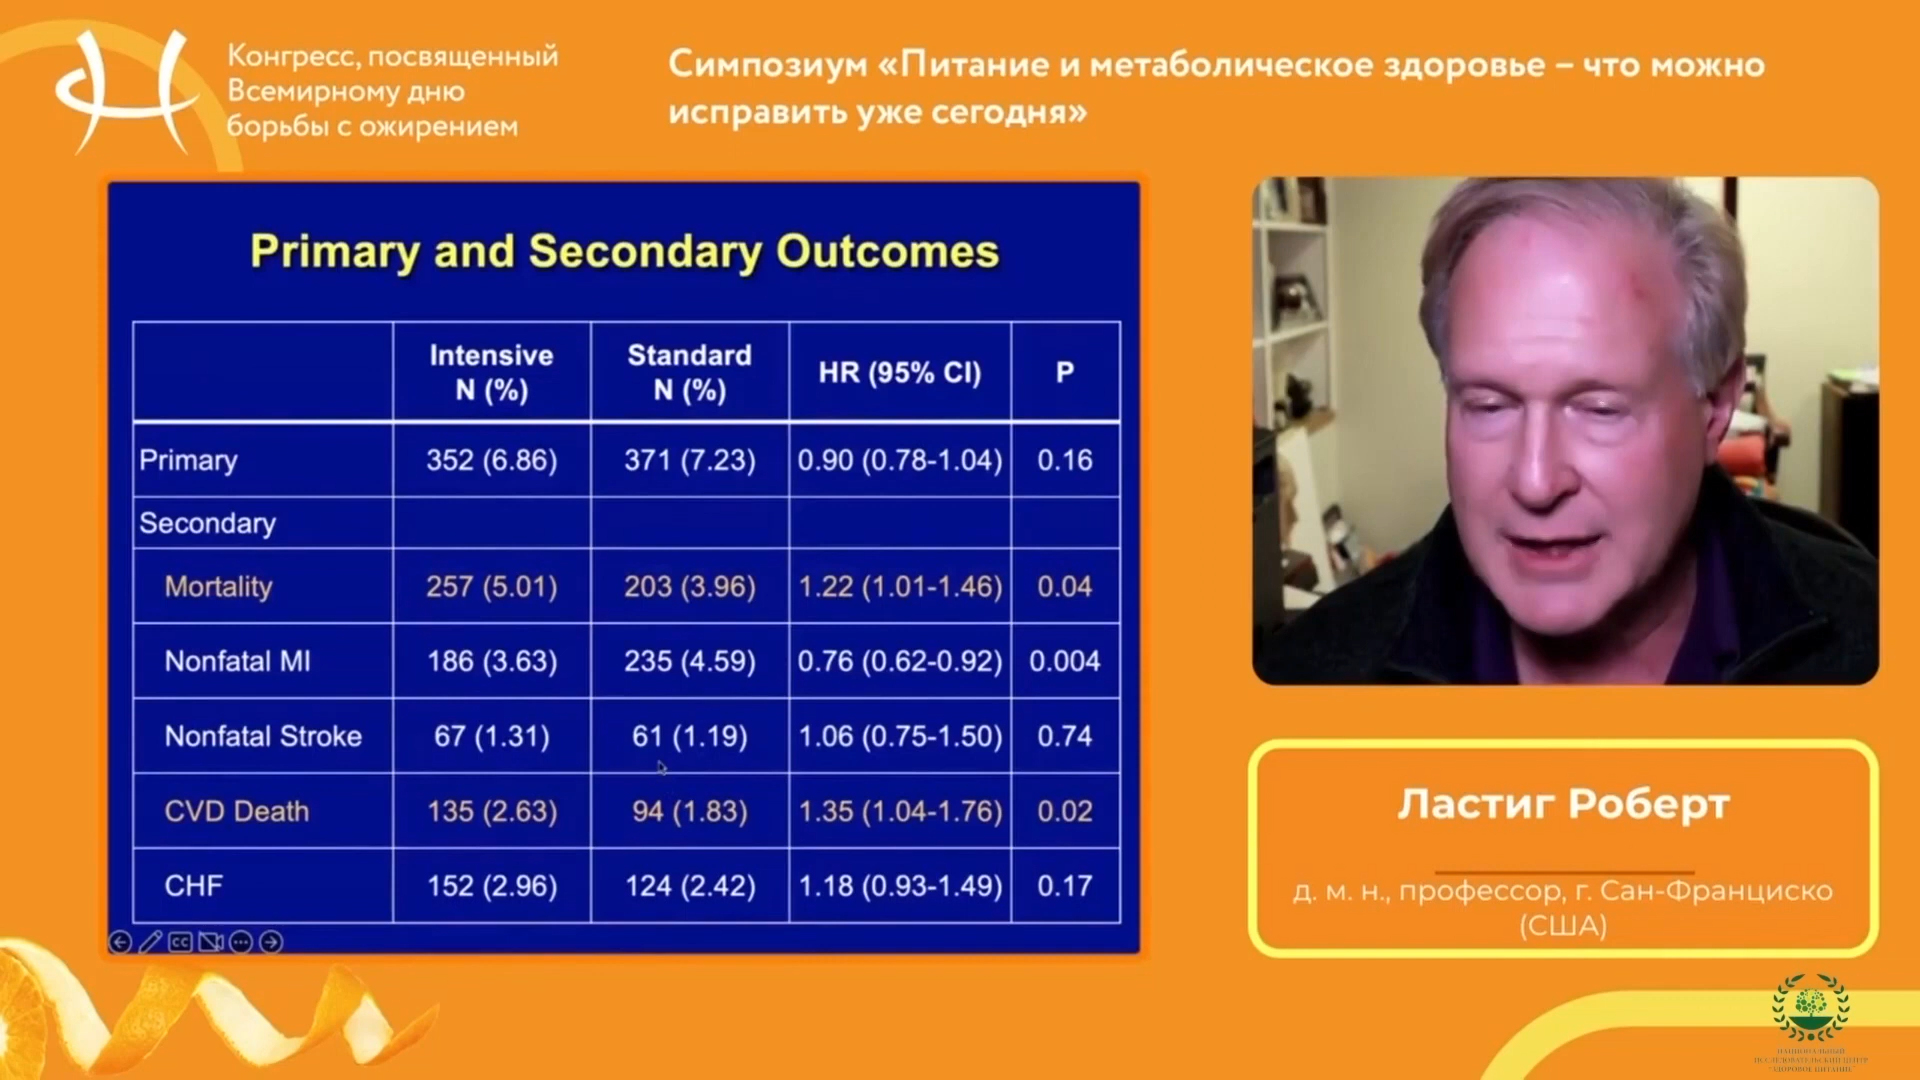 Конгресс, посвященный
Всемирному дню
борьбы с ожирением
Симпозиум «Питание и метаболическое здоровье – что можно
исправить уже сегодня»
Primary and Secondary Outcomes
Intensive N (%) Standard N (%) HR (95% CI) P
Primary 352 (6.86) 371 (7.23) 0.90 (0.78-1.04) 0.16
Secondary
Mortality 257 (5.01) 203 (3.96) 1.22 (1.01-1.46) 0.04
Nonfatal MI 186 (3.63) 235 (4.59) 0.76 (0.62-0.92) 0.004
Nonfatal Stroke 67 (1.31) 61 (1.19) 1.06 (0.75-1.50) 0.74
CVD Death 135 (2.63) 94 (1.83) 1.35 (1.04-1.76) 0.02
CHF 152 (2.96) 124 (2.42) 1.18 (0.93-1.49) 0.17
CC
Ластиг Роберт
д. м. н., профессор, г. Сан-Франциско
(США)
НАЦИОНАЛЬНЫЙ
ИССЛЕДОВАТЕЛЬСКИЙ ЦЕНТР
"ЗДОРОВОЕ ПИТАНИЕ"